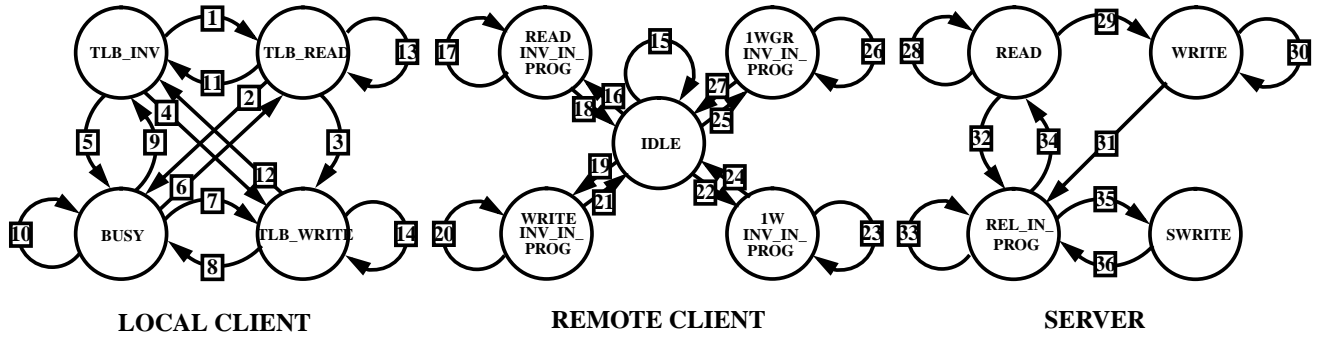 1
TLB_INV
TLB_READ
13
11
2
4
5
9
3
6
12
7
10
BUSY
TLB_WRITE
14
8
LOCAL CLIENT
READ
INV_IN_
PROG
17
15
1WGR
INV_IN_
PROG
26
16
18
27
25
IDLE
19
21
24
22
WRITE
INV_IN_
PROG
20
1W
INV_IN_
PROG
23
REMOTE CLIENT
29
28
READ
WRITE
30
32
34
31
35
33
REL_IN_
PROG
SWRITE
36
SERVER